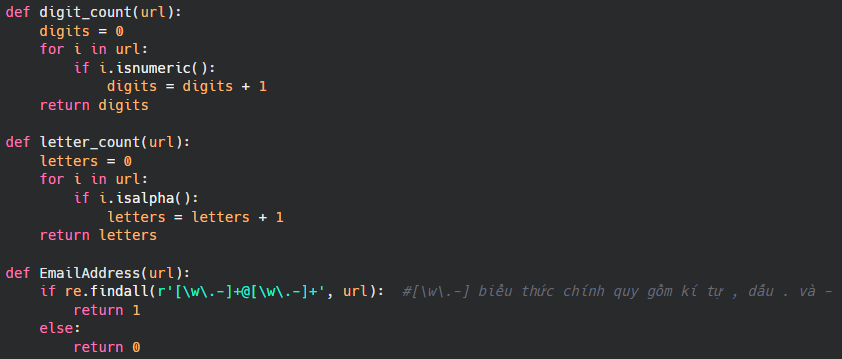 def digit_count(url):
    digits = 0
    for i in url:
        if i.isnumeric():
            digits = digits + 1
    return digits

def letter_count(url):
    letters = 0
    for i in url:
        if i.isalpha():
            letters = letters + 1
    return letters

def EmailAddress(url):
    if re.findall(r'[\w\.-]+@[\w\.-]+', url):  #[\w\.-] biểu thức chính quy gồm kí tự , dấu . và -
        return 1
    else:
        return 0